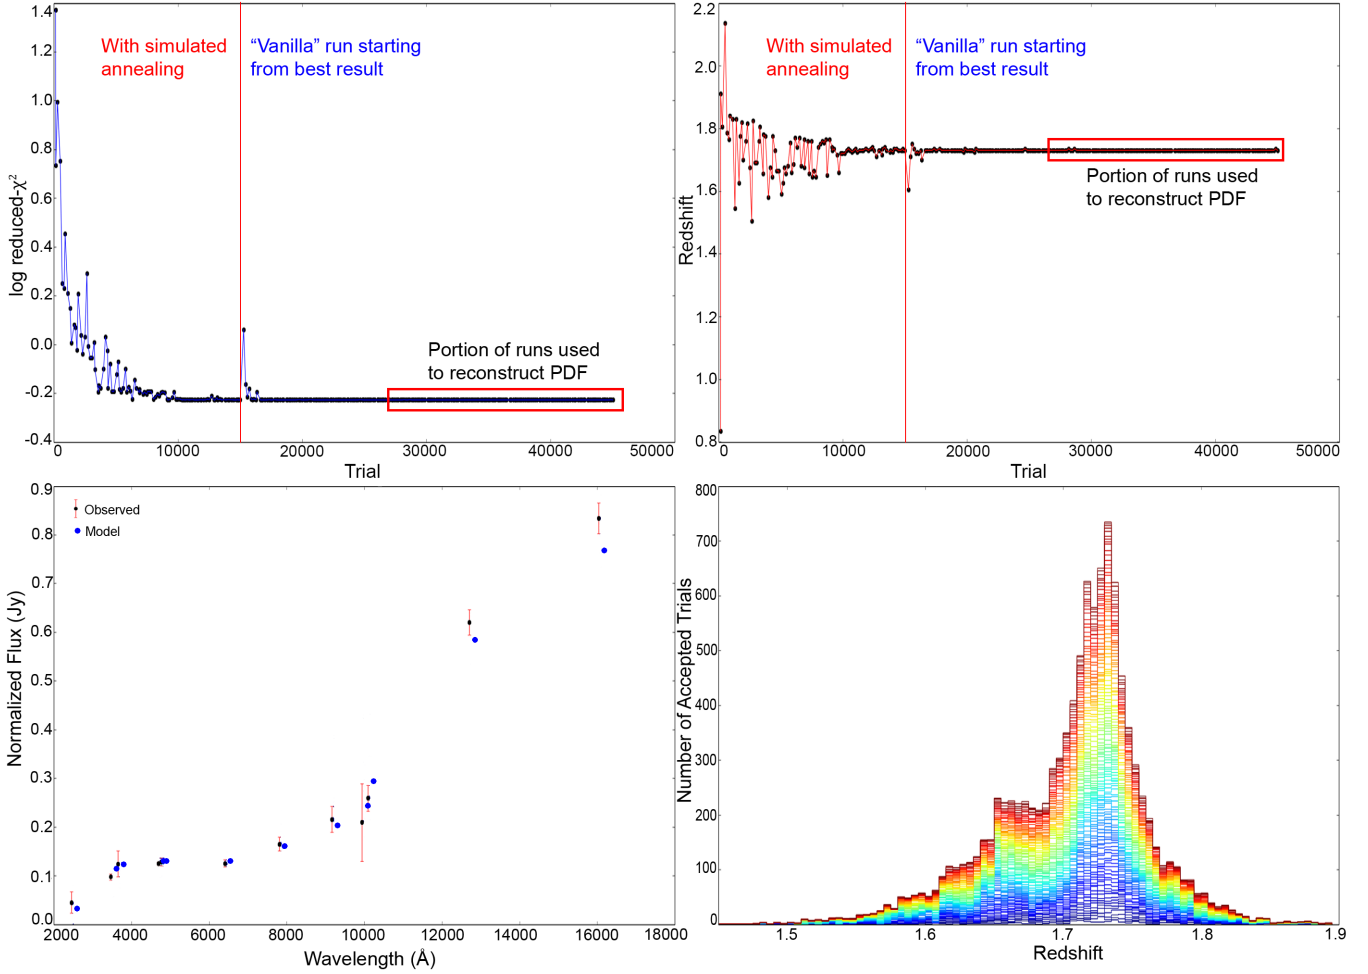 With simulated
annealing
“Vanilla” run starting
from best result
Portion of runs used
to reconstruct PDF
log reduced-χ²
1.4
1.2
1.0
0.8
0.6
0.4
0.2
0.0
-0.2
-0.4
0
10000
20000
30000
40000
50000
Trial
With simulated
annealing
“Vanilla” run starting
from best result
Portion of runs used
to reconstruct PDF
Redshift
2.2
2.0
1.8
1.6
1.4
1.2
1.0
0.8
0
10000
20000
30000
40000
50000
Trial
Observed
Model
Normalized Flux (Jy)
0.9
0.8
0.7
0.6
0.5
0.4
0.3
0.2
0.1
0.0
2000
4000
6000
8000
10000
12000
14000
16000
18000
Wavelength (Å)
Number of Accepted Trials
800
700
600
500
400
300
200
100
0
1.5
1.6
1.7
1.8
1.9
Redshift